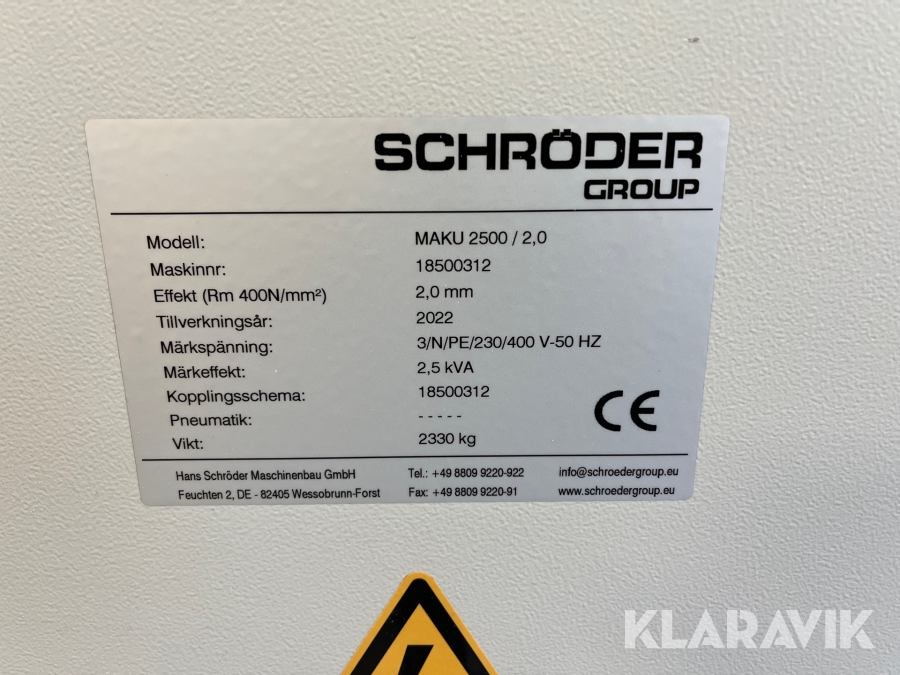 SCHRÖDER
GROUP
Modell: MAKU 2500 / 2,0
Maskinnr: 18500312
Effekt (Rm 400N/mm²) 2,0 mm
Tillverkningsår: 2022
Märkspänning: 3/N/PE/230/400 V-50 HZ
Märkeffekt: 2,5 kVA
Kopplingsschema: 18500312
Pneumatik: - - - - -
Vikt: 2330 kg
CE
Hans Schröder Maschinenbau GmbH Tel.: +49 8809 9220-922 info@schroedergroup.eu
Feuchten 2, DE - 82405 Wessobrunn-Forst Fax: +49 8809 9220-91 www.schroedergroup.eu
KLARAVIK